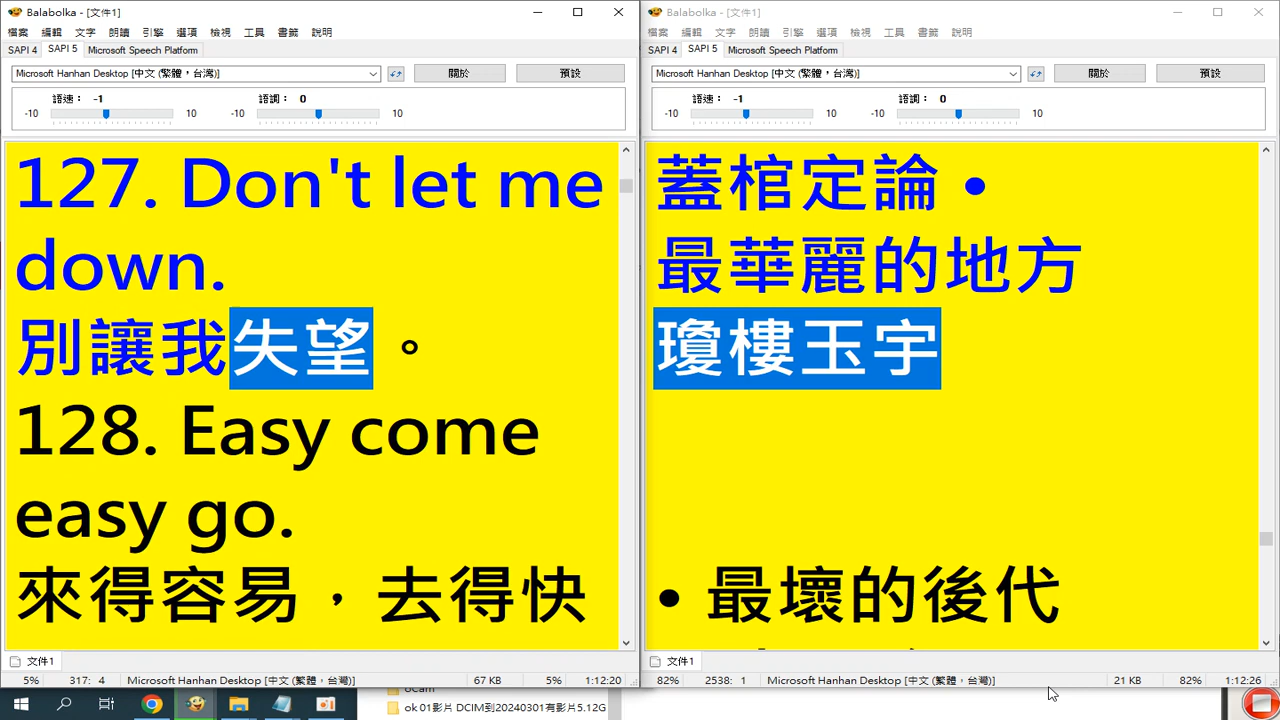 Balabolka - [文件1]
檔案 編輯 文字 朗讀 引擎 選項 檢視 工具 書籤 說明
SAPI 4 SAPI 5 Microsoft Speech Platform
Microsoft Hanhan Desktop [中文 (繁體，台灣)] 關於 預設
語速： -1 語調： 0
-10 10 -10 10
127. Don't let me
down.
別讓我失望 。
128. Easy come
easy go.
來得容易，去得快
文件1
5% 317: 4 Microsoft Hanhan Desktop [中文 (繁體，台灣)] 67 KB 5% 1:12:20
Balabolka - [文件1]
檔案 編輯 文字 朗讀 引擎 選項 檢視 工具 書籤 說明
SAPI 4 SAPI 5 Microsoft Speech Platform
Microsoft Hanhan Desktop [中文 (繁體，台灣)] 關於 預設
語速： -1 語調： 0
-10 10 -10 10
蓋棺定論 •
最華麗的地方
瓊樓玉宇
• 最壞的後代
文件1
82% 2538: 1 Microsoft Hanhan Desktop [中文 (繁體，台灣)] 21 KB 82% 1:12:26
oCam
ok 01影片 DCIM到20240301有影片5.12G